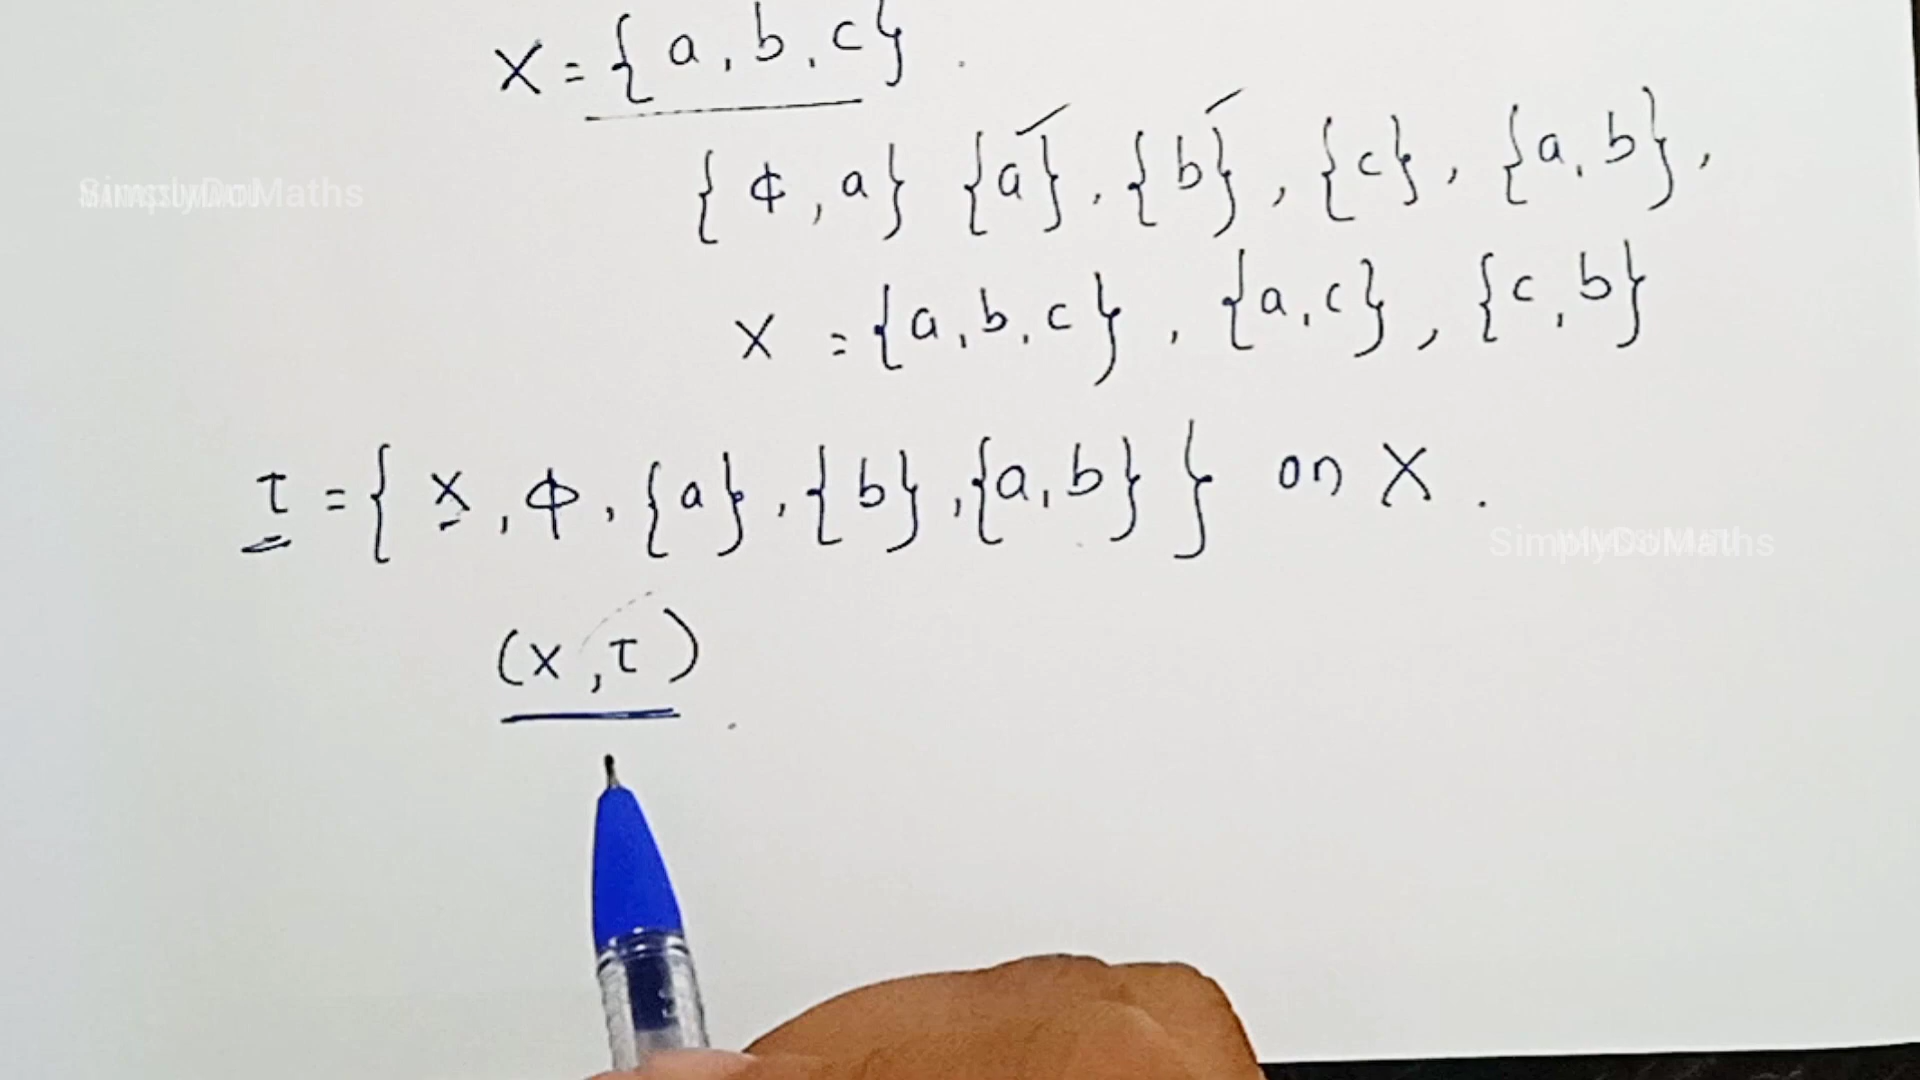 X = {a, b, c}.
{ϕ, a} {a}, {b}, {c}, {a, b},
X = {a, b, c}, {a, c}, {c, b}
SimplyDoMaths
τ = {X, ϕ, {a}, {b}, {a, b}} on X.
SimplyDoMaths
(X, τ).